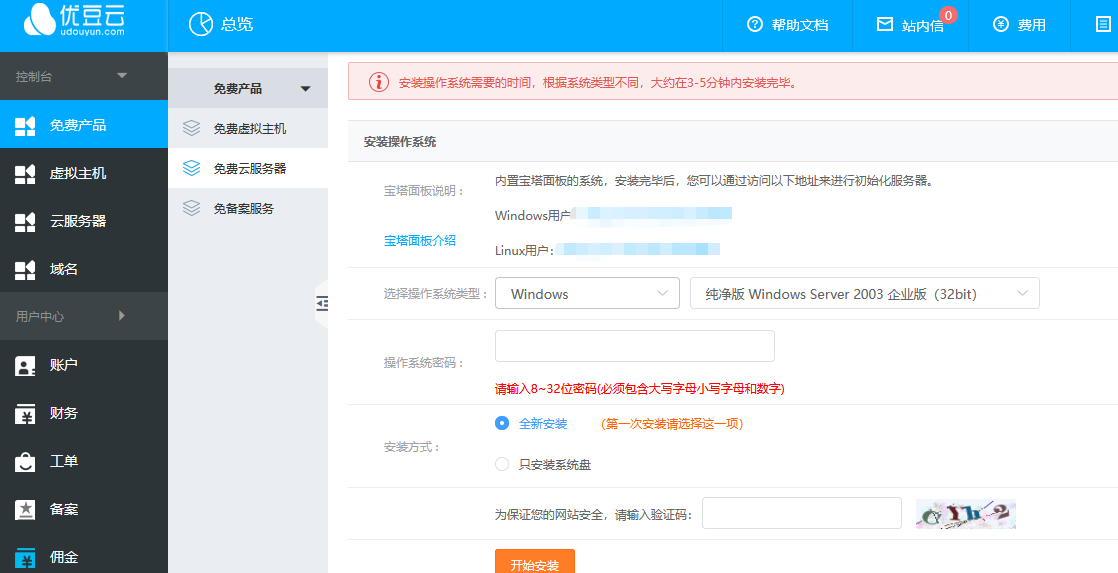 优豆云
udouyun.com
总览
帮助文档
站内信
0
费用
控制台
免费产品
虚拟主机
云服务器
域名
用户中心
账户
财务
工单
备案
佣金
免费产品
免费虚拟主机
免费云服务器
免备案服务
安装操作系统需要的时间，根据系统类型不同，大约在3-5分钟内安装完毕。
安装操作系统
宝塔面板说明：
宝塔面板介绍
内置宝塔面板的系统，安装完毕后，您可以通过访问以下地址来进行初始化服务器。
Windows用户
Linux用户：
选择操作系统类型：
Windows
纯净版 Windows Server 2003 企业版（32bit）
操作系统密码：
请输入8~32位密码(必须包含大写字母小写字母和数字)
安装方式：
全新安装 (第一次安装请选择这一项)
只安装系统盘
为保证您的网站安全，请输入验证码：
开始安装